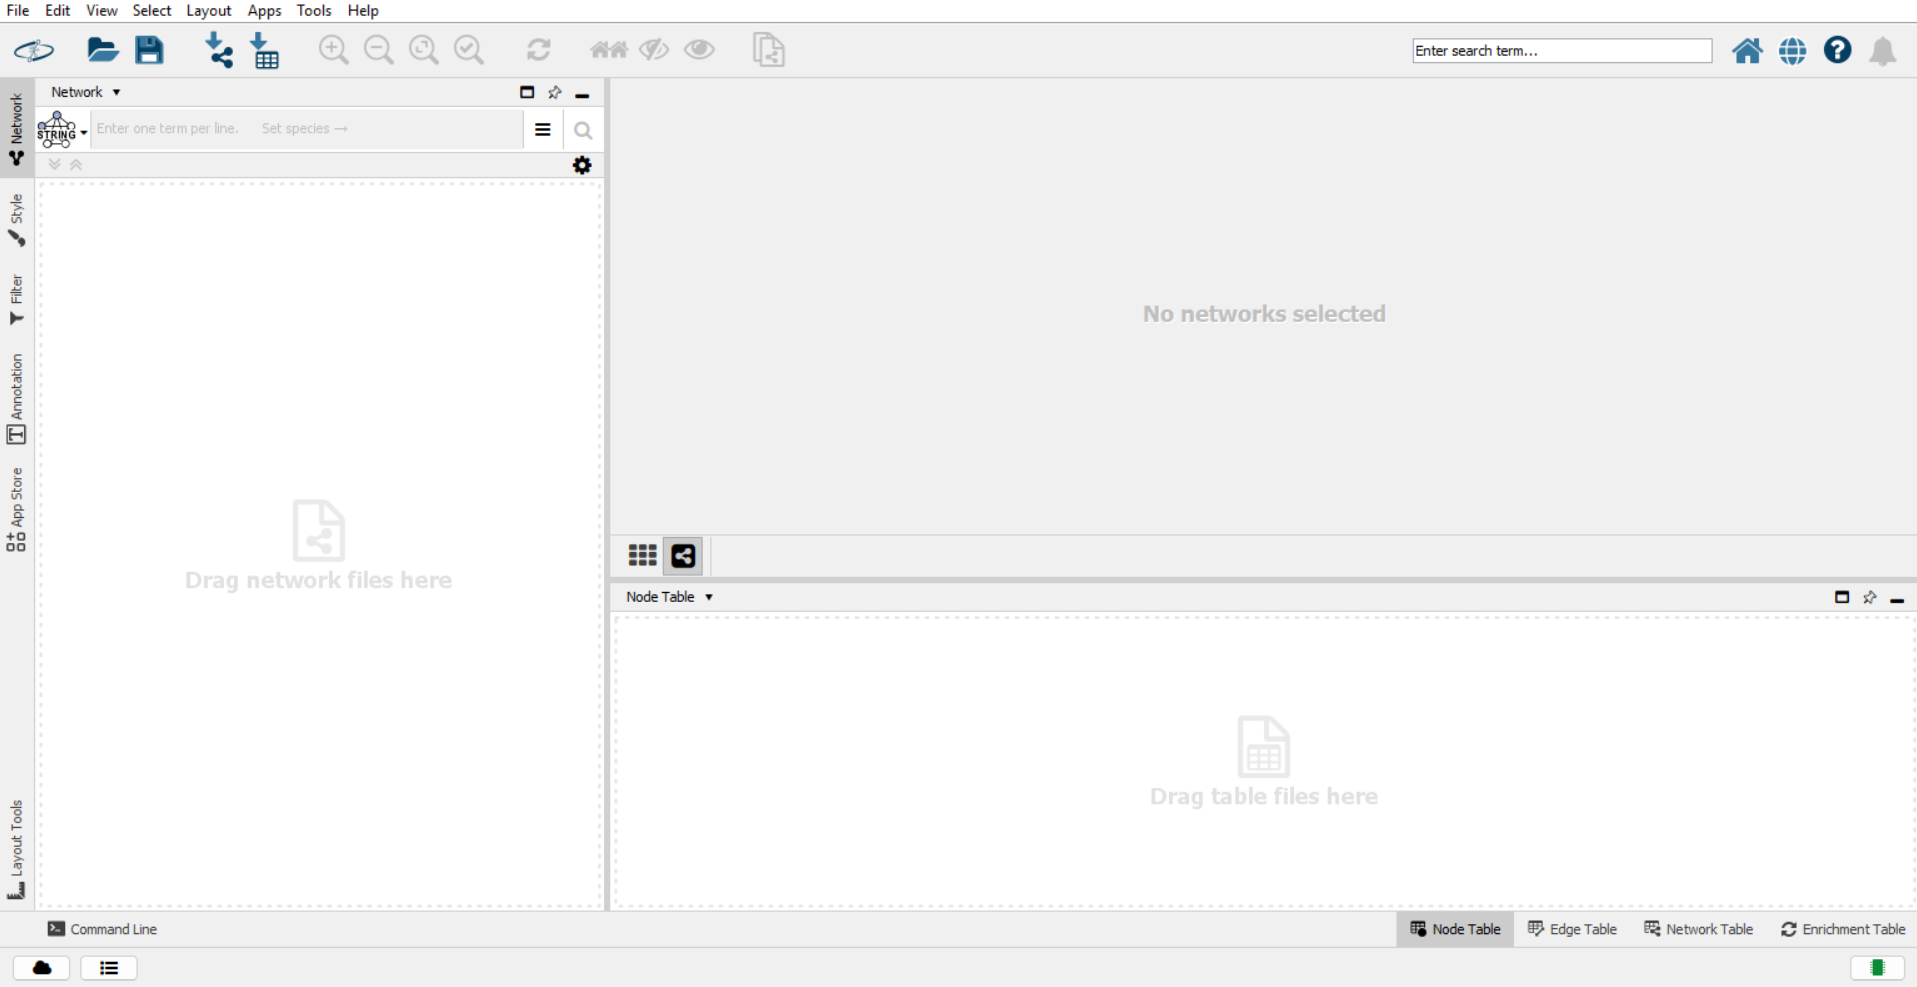 File Edit View Select Layout Apps Tools Help
Enter search term...
Network
STRING Enter one term per line. Set species →
Network
Style
Filter
Annotation
App Store
Layout Tools
Drag network files here
No networks selected
Node Table
Drag table files here
Command Line
Node Table Edge Table Network Table Enrichment Table